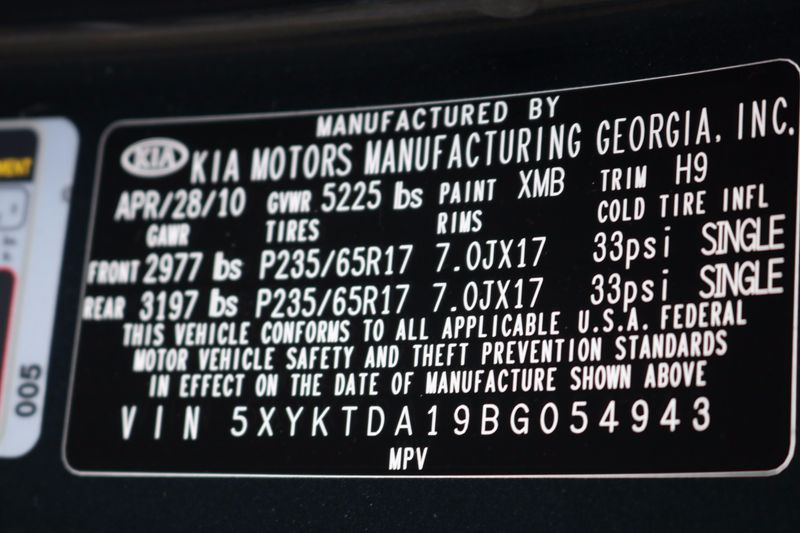 MANUFACTURED BY
KIA KIA MOTORS MANUFACTURING GEORGIA, INC.
APR/28/10 GVWR 5225 lbs PAINT XMB TRIM H9
GAWR TIRES RIMS COLD TIRE INFL
FRONT 2977 lbs P235/65R17 7.0JX17 33psi SINGLE
REAR 3197 lbs P235/65R17 7.0JX17 33psi SINGLE
THIS VEHICLE CONFORMS TO ALL APPLICABLE U.S.A. FEDERAL
MOTOR VEHICLE SAFETY AND THEFT PREVENTION STANDARDS
IN EFFECT ON THE DATE OF MANUFACTURE SHOWN ABOVE
VIN 5XYKTDA19BG054943
MPV
005